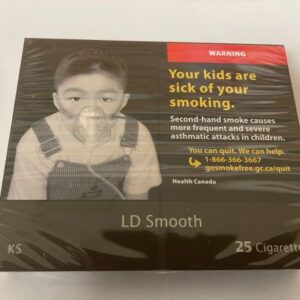 WARNING
Your kids are
sick of your
smoking.
Second-hand smoke causes
more frequent and severe
asthmatic attacks in children.
You can quit. We can help.
1-866-366-3667
gosmokefree.gc.ca/quit
Health Canada
LD Smooth
KS
25 Cigarette